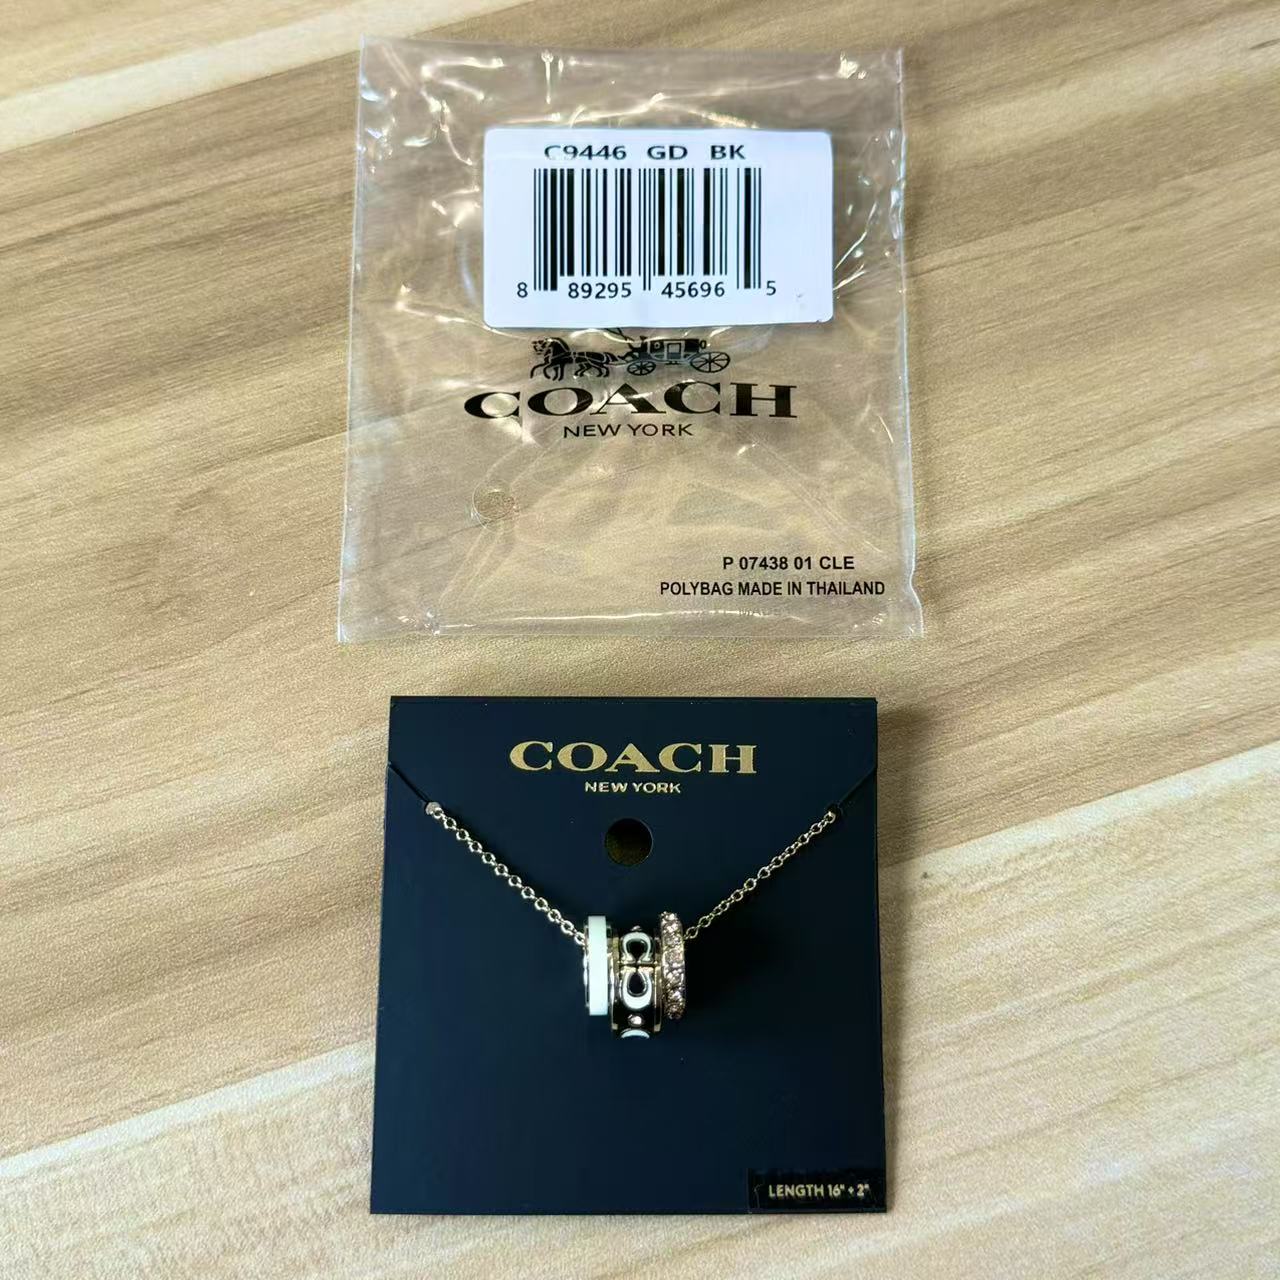 C9446 GD BK
8 89295 45696 5
COACH
NEW YORK
P 07438 01 CLE
POLYBAG MADE IN THAILAND
COACH
NEW YORK
LENGTH 16" + 2"